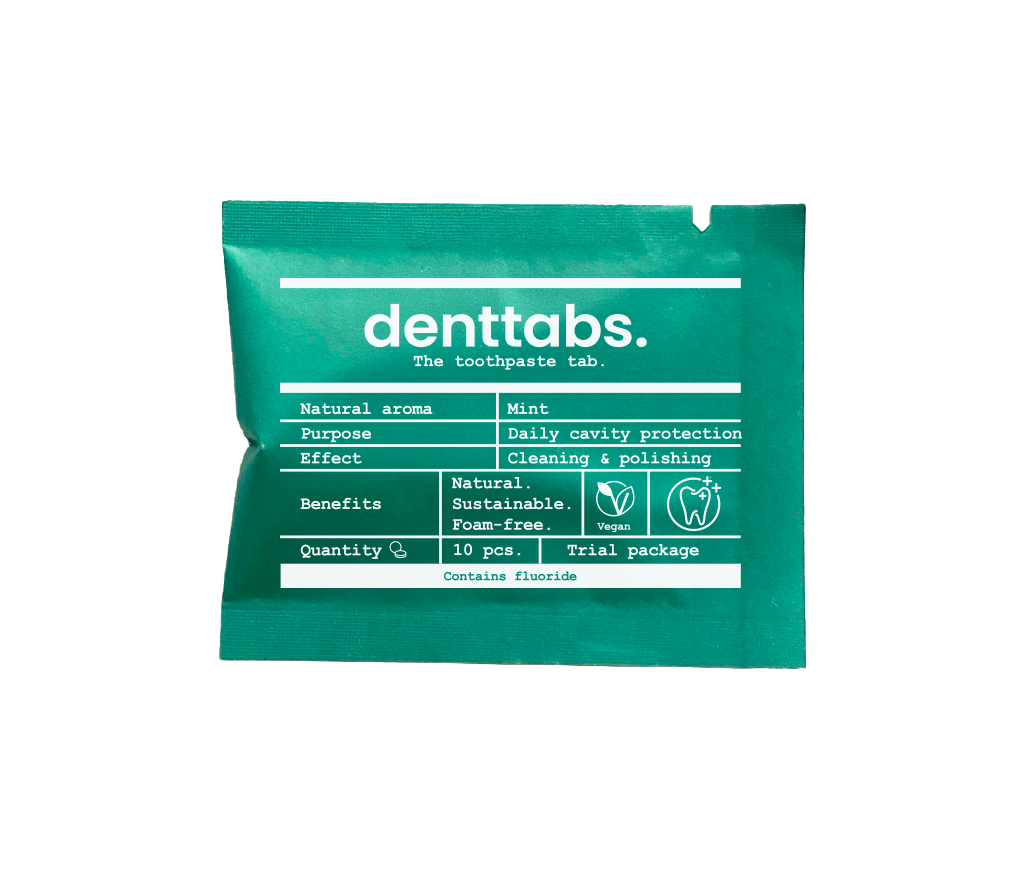 denttabs.
The toothpaste tab.
Natural aroma Mint
Purpose Daily cavity protection
Effect Cleaning & polishing
Benefits
Natural.
Sustainable.
Foam-free.
Vegan
Quantity 10 pcs. Trial package
Contains fluoride